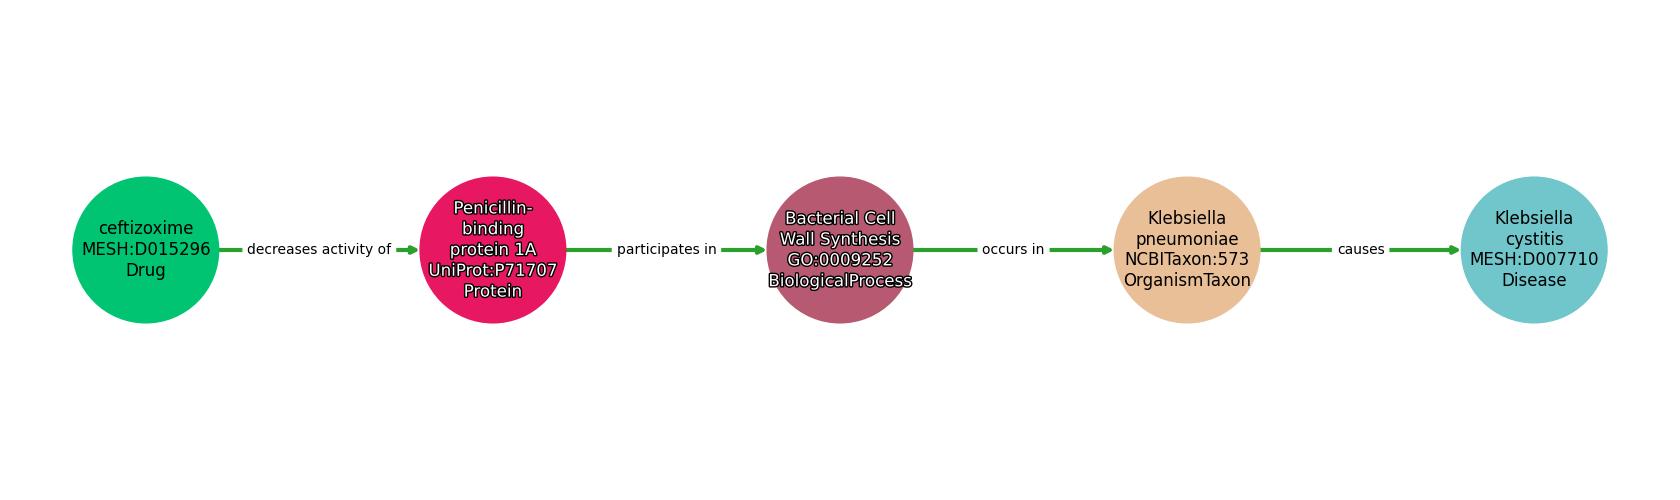 ceftizoxime
MESH:D015296
Drug
decreases activity of
Penicillin-
binding
protein 1A
UniProt:P71707
Protein
participates in
Bacterial Cell
Wall Synthesis
GO:0009252
BiologicalProcess
occurs in
Klebsiella
pneumoniae
NCBITaxon:573
OrganismTaxon
causes
Klebsiella
cystitis
MESH:D007710
Disease